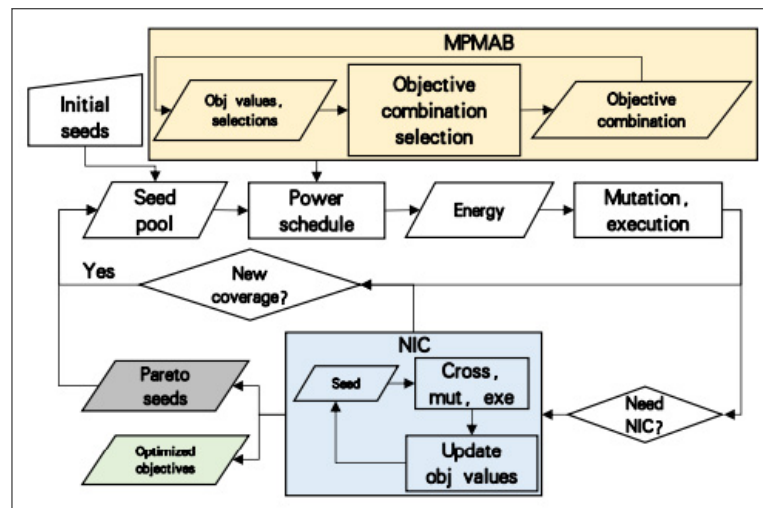 MPMAB
Initial
seeds
Obj values,
selections
Objective
combination
selection
Objective
combination
Seed
pool
Power
schedule
Energy
Mutation,
execution
Yes
New
coverage?
NIC
Pareto
seeds
Seed
Cross,
mut, exe
Need
NIC?
Optimized
objectives
Update
obj values